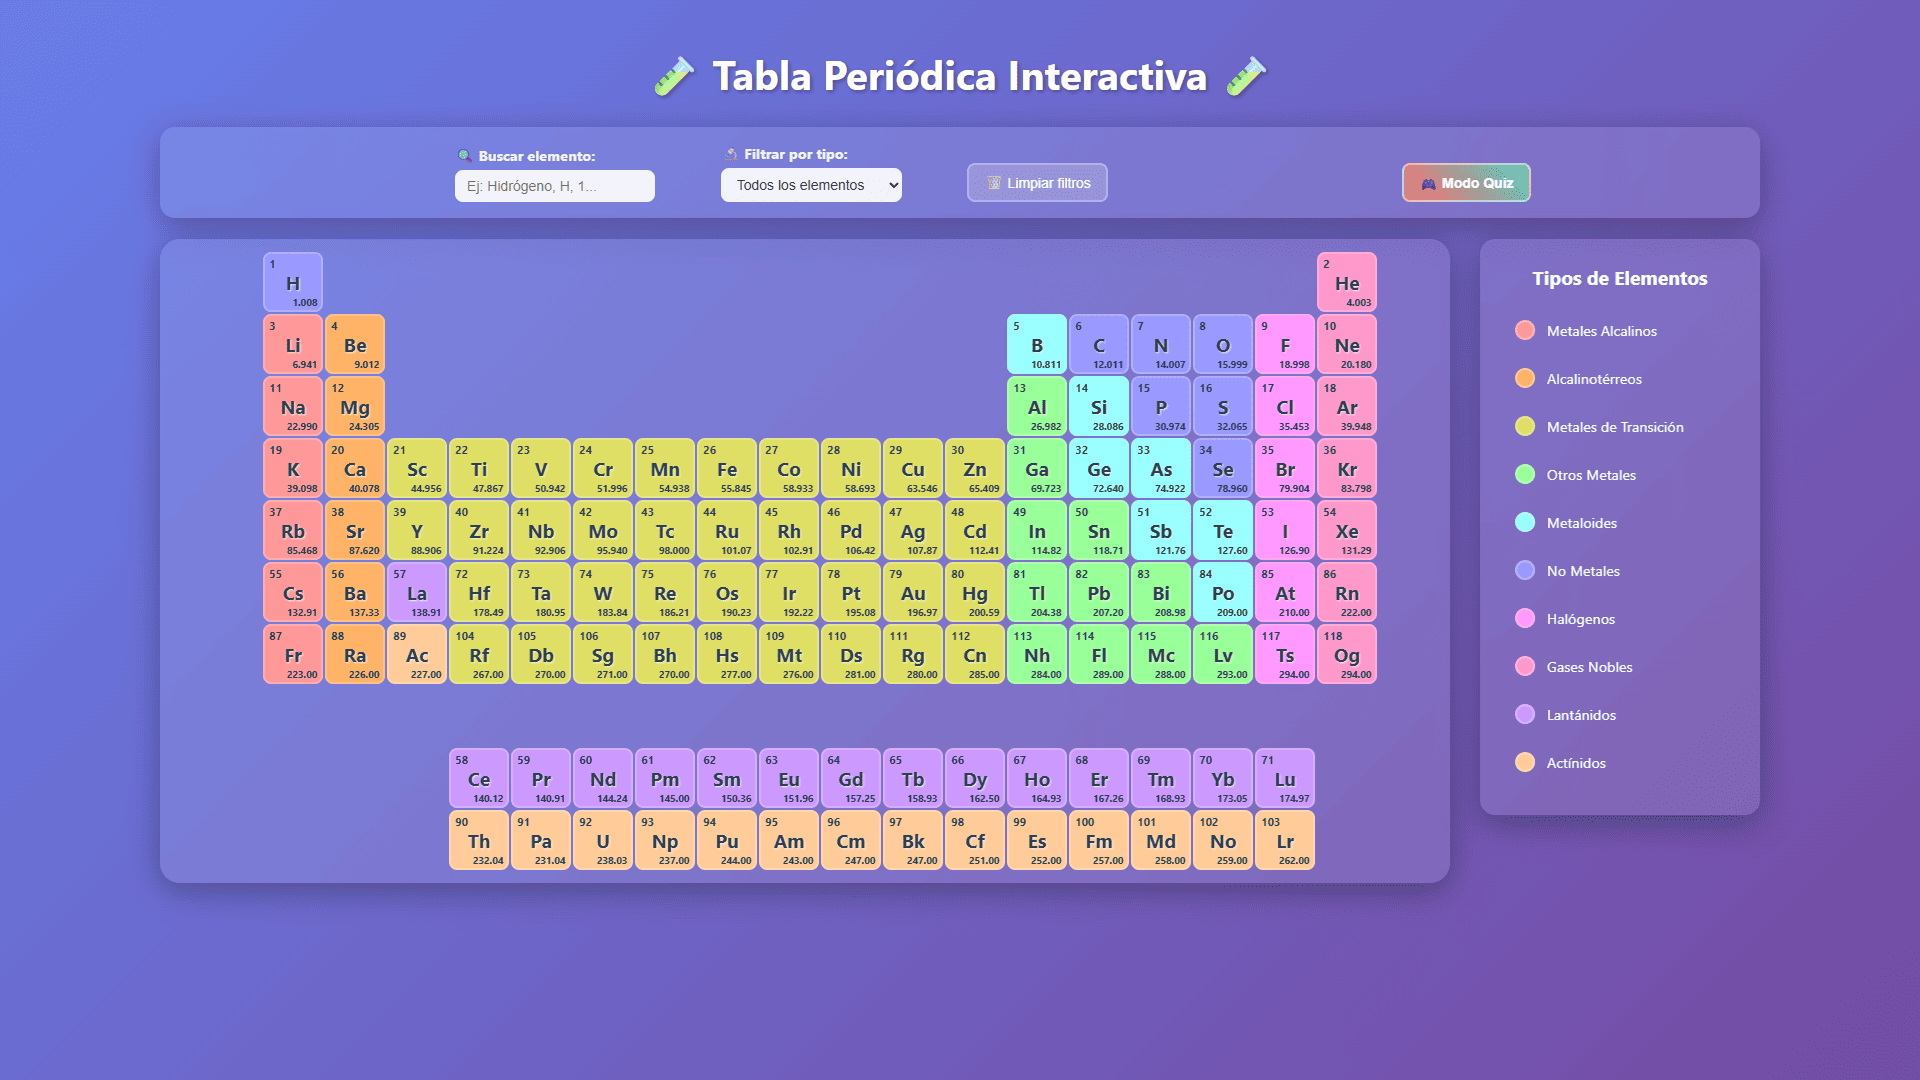 Tabla Periódica Interactiva
Buscar elemento:
Ej: Hidrógeno, H, 1...
Filtrar por tipo:
Todos los elementos
Limpiar filtros
Modo Quiz
1 H 1.008
2 He 4.003
3 Li 6.941
4 Be 9.012
5 B 10.811
6 C 12.011
7 N 14.007
8 O 15.999
9 F 18.998
10 Ne 20.180
11 Na 22.990
12 Mg 24.305
13 Al 26.982
14 Si 28.086
15 P 30.974
16 S 32.065
17 Cl 35.453
18 Ar 39.948
19 K 39.098
20 Ca 40.078
21 Sc 44.956
22 Ti 47.867
23 V 50.942
24 Cr 51.996
25 Mn 54.938
26 Fe 55.845
27 Co 58.933
28 Ni 58.693
29 Cu 63.546
30 Zn 65.409
31 Ga 69.723
32 Ge 72.640
33 As 74.922
34 Se 78.960
35 Br 79.904
36 Kr 83.798
37 Rb 85.468
38 Sr 87.620
39 Y 88.906
40 Zr 91.224
41 Nb 92.906
42 Mo 95.940
43 Tc 98.000
44 Ru 101.07
45 Rh 102.91
46 Pd 106.42
47 Ag 107.87
48 Cd 112.41
49 In 114.82
50 Sn 118.71
51 Sb 121.76
52 Te 127.60
53 I 126.90
54 Xe 131.29
55 Cs 132.91
56 Ba 137.33
57 La 138.91
72 Hf 178.49
73 Ta 180.95
74 W 183.84
75 Re 186.21
76 Os 190.23
77 Ir 192.22
78 Pt 195.08
79 Au 196.97
80 Hg 200.59
81 Tl 204.38
82 Pb 207.20
83 Bi 208.98
84 Po 209.00
85 At 210.00
86 Rn 222.00
87 Fr 223.00
88 Ra 226.00
89 Ac 227.00
104 Rf 267.00
105 Db 270.00
106 Sg 271.00
107 Bh 270.00
108 Hs 277.00
109 Mt 276.00
110 Ds 281.00
111 Rg 280.00
112 Cn 285.00
113 Nh 284.00
114 Fl 289.00
115 Mc 288.00
116 Lv 293.00
117 Ts 294.00
118 Og 294.00
58 Ce 140.12
59 Pr 140.91
60 Nd 144.24
61 Pm 145.00
62 Sm 150.36
63 Eu 151.96
64 Gd 157.25
65 Tb 158.93
66 Dy 162.50
67 Ho 164.93
68 Er 167.26
69 Tm 168.93
70 Yb 173.05
71 Lu 174.97
90 Th 232.04
91 Pa 231.04
92 U 238.03
93 Np 237.00
94 Pu 244.00
95 Am 243.00
96 Cm 247.00
97 Bk 247.00
98 Cf 251.00
99 Es 252.00
100 Fm 257.00
101 Md 258.00
102 No 259.00
103 Lr 262.00
Tipos de Elementos
Metales Alcalinos
Alcalinotérreos
Metales de Transición
Otros Metales
Metaloides
No Metales
Halógenos
Gases Nobles
Lantánidos
Actínidos